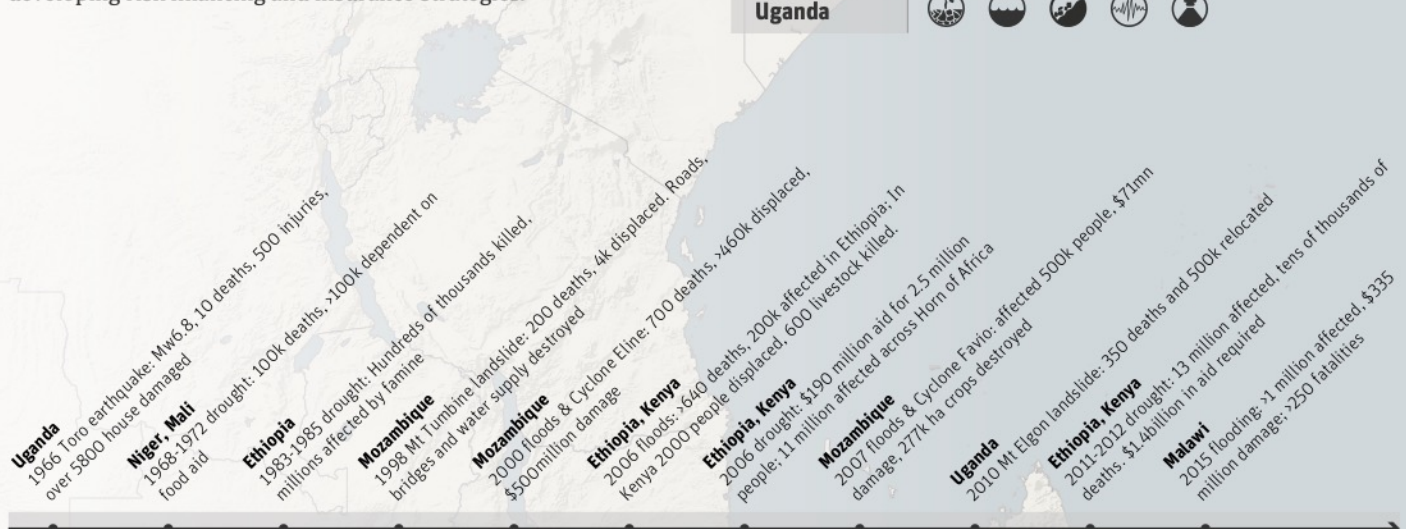 developing risk financing and insurance strategies.
Uganda
Uganda
1966 Toro earthquake: Mw6.8, 10 deaths, 500 injuries,
over 5800 house damaged
Niger, Mali
1968-1972 drought: 100k deaths, >100k dependent on
food aid
Ethiopia
1983-1985 drought: Hundreds of thousands killed,
millions affected by famine
Mozambique
1998 Mt Tumbine landslide: 200 deaths, 4k displaced. Roads,
bridges and water supply destroyed
Mozambique
2000 floods & Cyclone Eline: 700 deaths, >460k displaced,
$500million damage
Ethiopia, Kenya
2006 floods: >640 deaths, 200k affected in Ethiopia; In
Kenya 2000 people displaced, 600 livestock killed.
Ethiopia, Kenya
2006 drought: $190 million aid for 2.5 million
people; 11 million affected across Horn of Africa
Mozambique
2007 floods & Cyclone Favio: affected 500k people, $71mn
damage, 277k ha crops destroyed
Uganda
2010 Mt Elgon landslide: 350 deaths and 500k relocated
Ethiopia, Kenya
2011-2012 drought: 13 million affected, tens of thousands of
deaths. $1.4billion in aid required
Malawi
2015 flooding: >1 million affected, $335
million damage; >250 fatalities